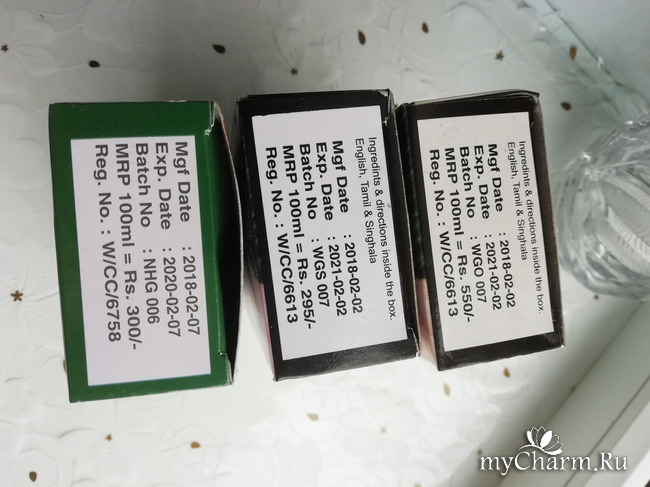 Mgf Date : 2018-02-07
Exp. Date : 2020-02-07
Batch No : NHG 006
MRP 100ml = Rs. 300/-
Reg. No. : W/CC/6758
Ingredints & directions inside the box.
English, Tamil & Singhala
Mgf Date : 2018-02-02
Exp. Date : 2021-02-02
Batch No : WGS 007
MRP 100ml = Rs. 295/-
Reg. No. : W/CC/6613
Ingredints & directions inside the box.
English, Tamil & Singhala
Mgf Date : 2018-02-02
Exp. Date : 2021-02-02
Batch No : WGO 007
MRP 100ml = Rs. 550/-
Reg. No. : W/CC/6613
myCharm.Ru